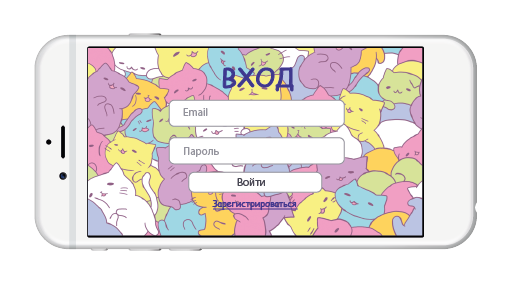 ВХОД
Email
Пароль
Войти
Зарегистрироваться